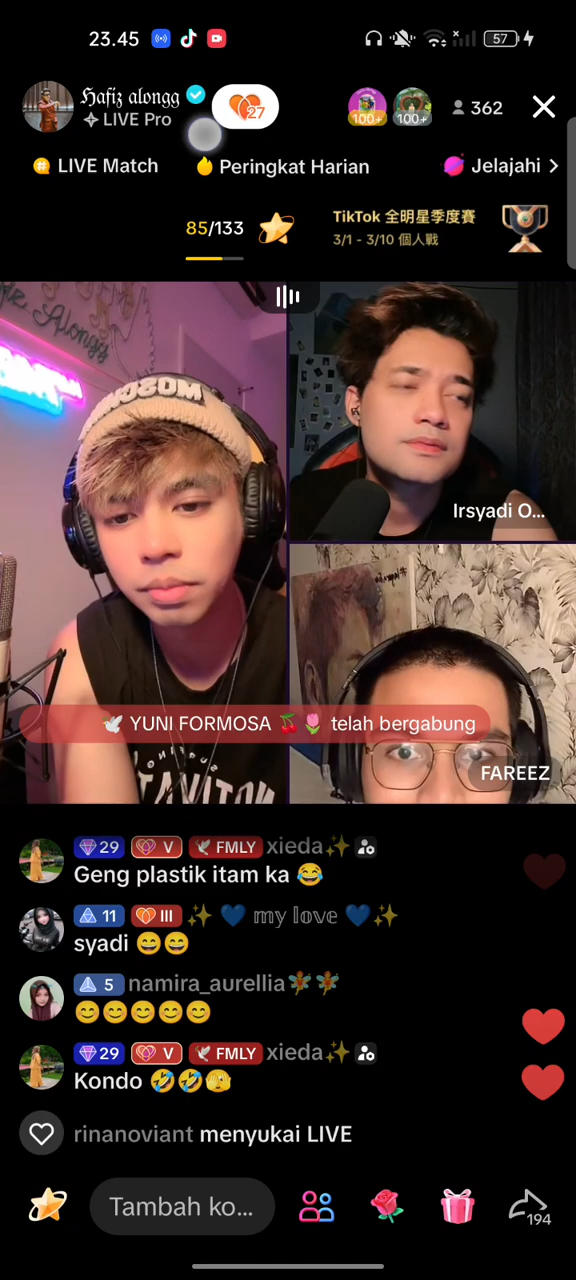 23.45
57
Hafiz alongg
LIVE Pro
27
100+
100+
362
LIVE Match
Peringkat Harian
Jelajahi >
85/133
TikTok 全明星季度賽
3/1 - 3/10 個人戰
Irsyadi O...
🕊 YUNI FORMOSA 🍒🌷 telah bergabung
FAREEZ
29 V FMLY xieda✨
Geng plastik itam ka 😂
11 III ✨ 💙 𝕞𝕪 𝕝𝕠𝕧𝕖 💙✨
syadi 😄😄
5 namira_aurellia🧚🧚
😊😊😊😊😊
29 V FMLY xieda✨
Kondo 🤣🤣🫣
rinanoviant menyukai LIVE
Tambah ko...
194